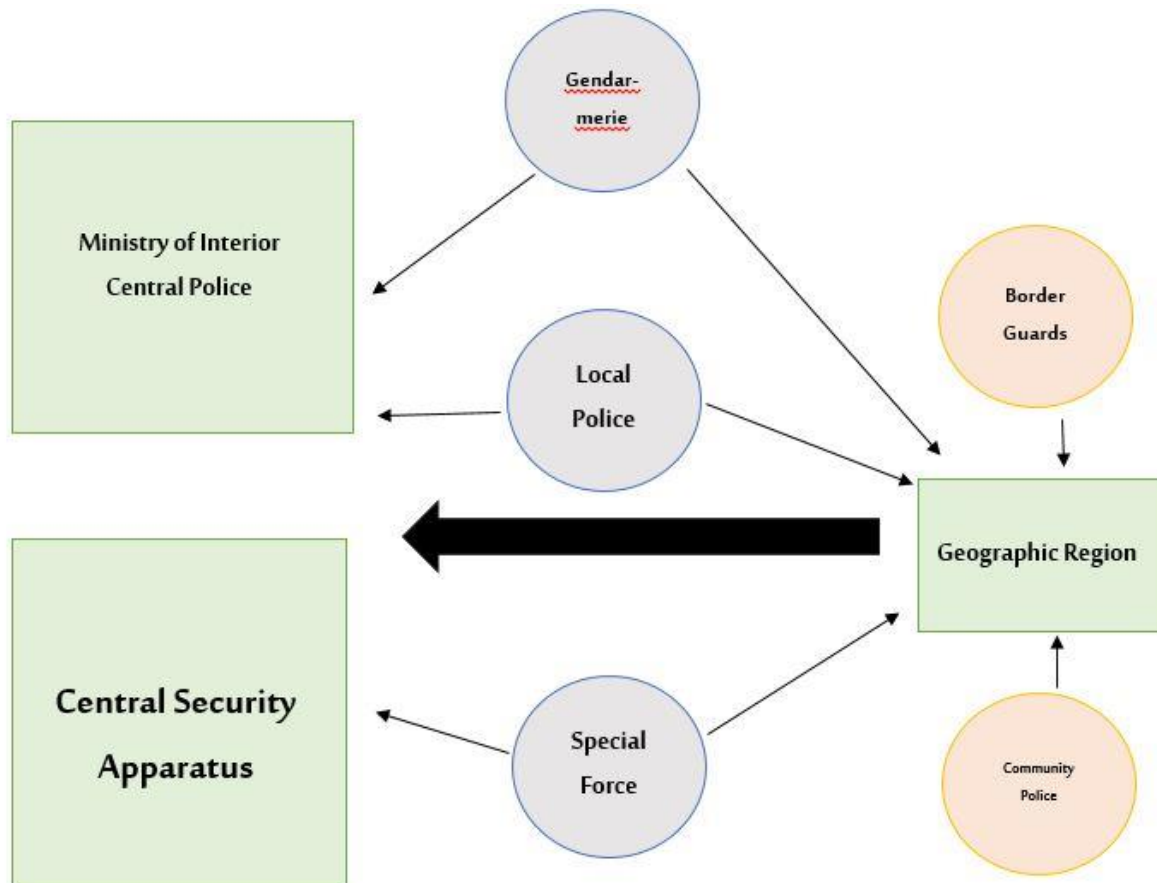 Gendar-
merie
Ministry of Interior
Central Police
Border
Guards
Local
Police
Geographic Region
Central Security
Apparatus
Special
Force
Community
Police